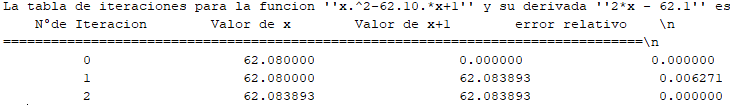 La tabla de iteraciones para la funcion ''x.^2-62.10.*x+1'' y su derivada ''2*x - 62.1'' es
N°de Iteracion Valor de x Valor de x+1 error relativo \n
================================================================================\n
0 62.080000 0.000000 0.000000
1 62.080000 62.083893 0.006271
2 62.083893 62.083893 0.000000